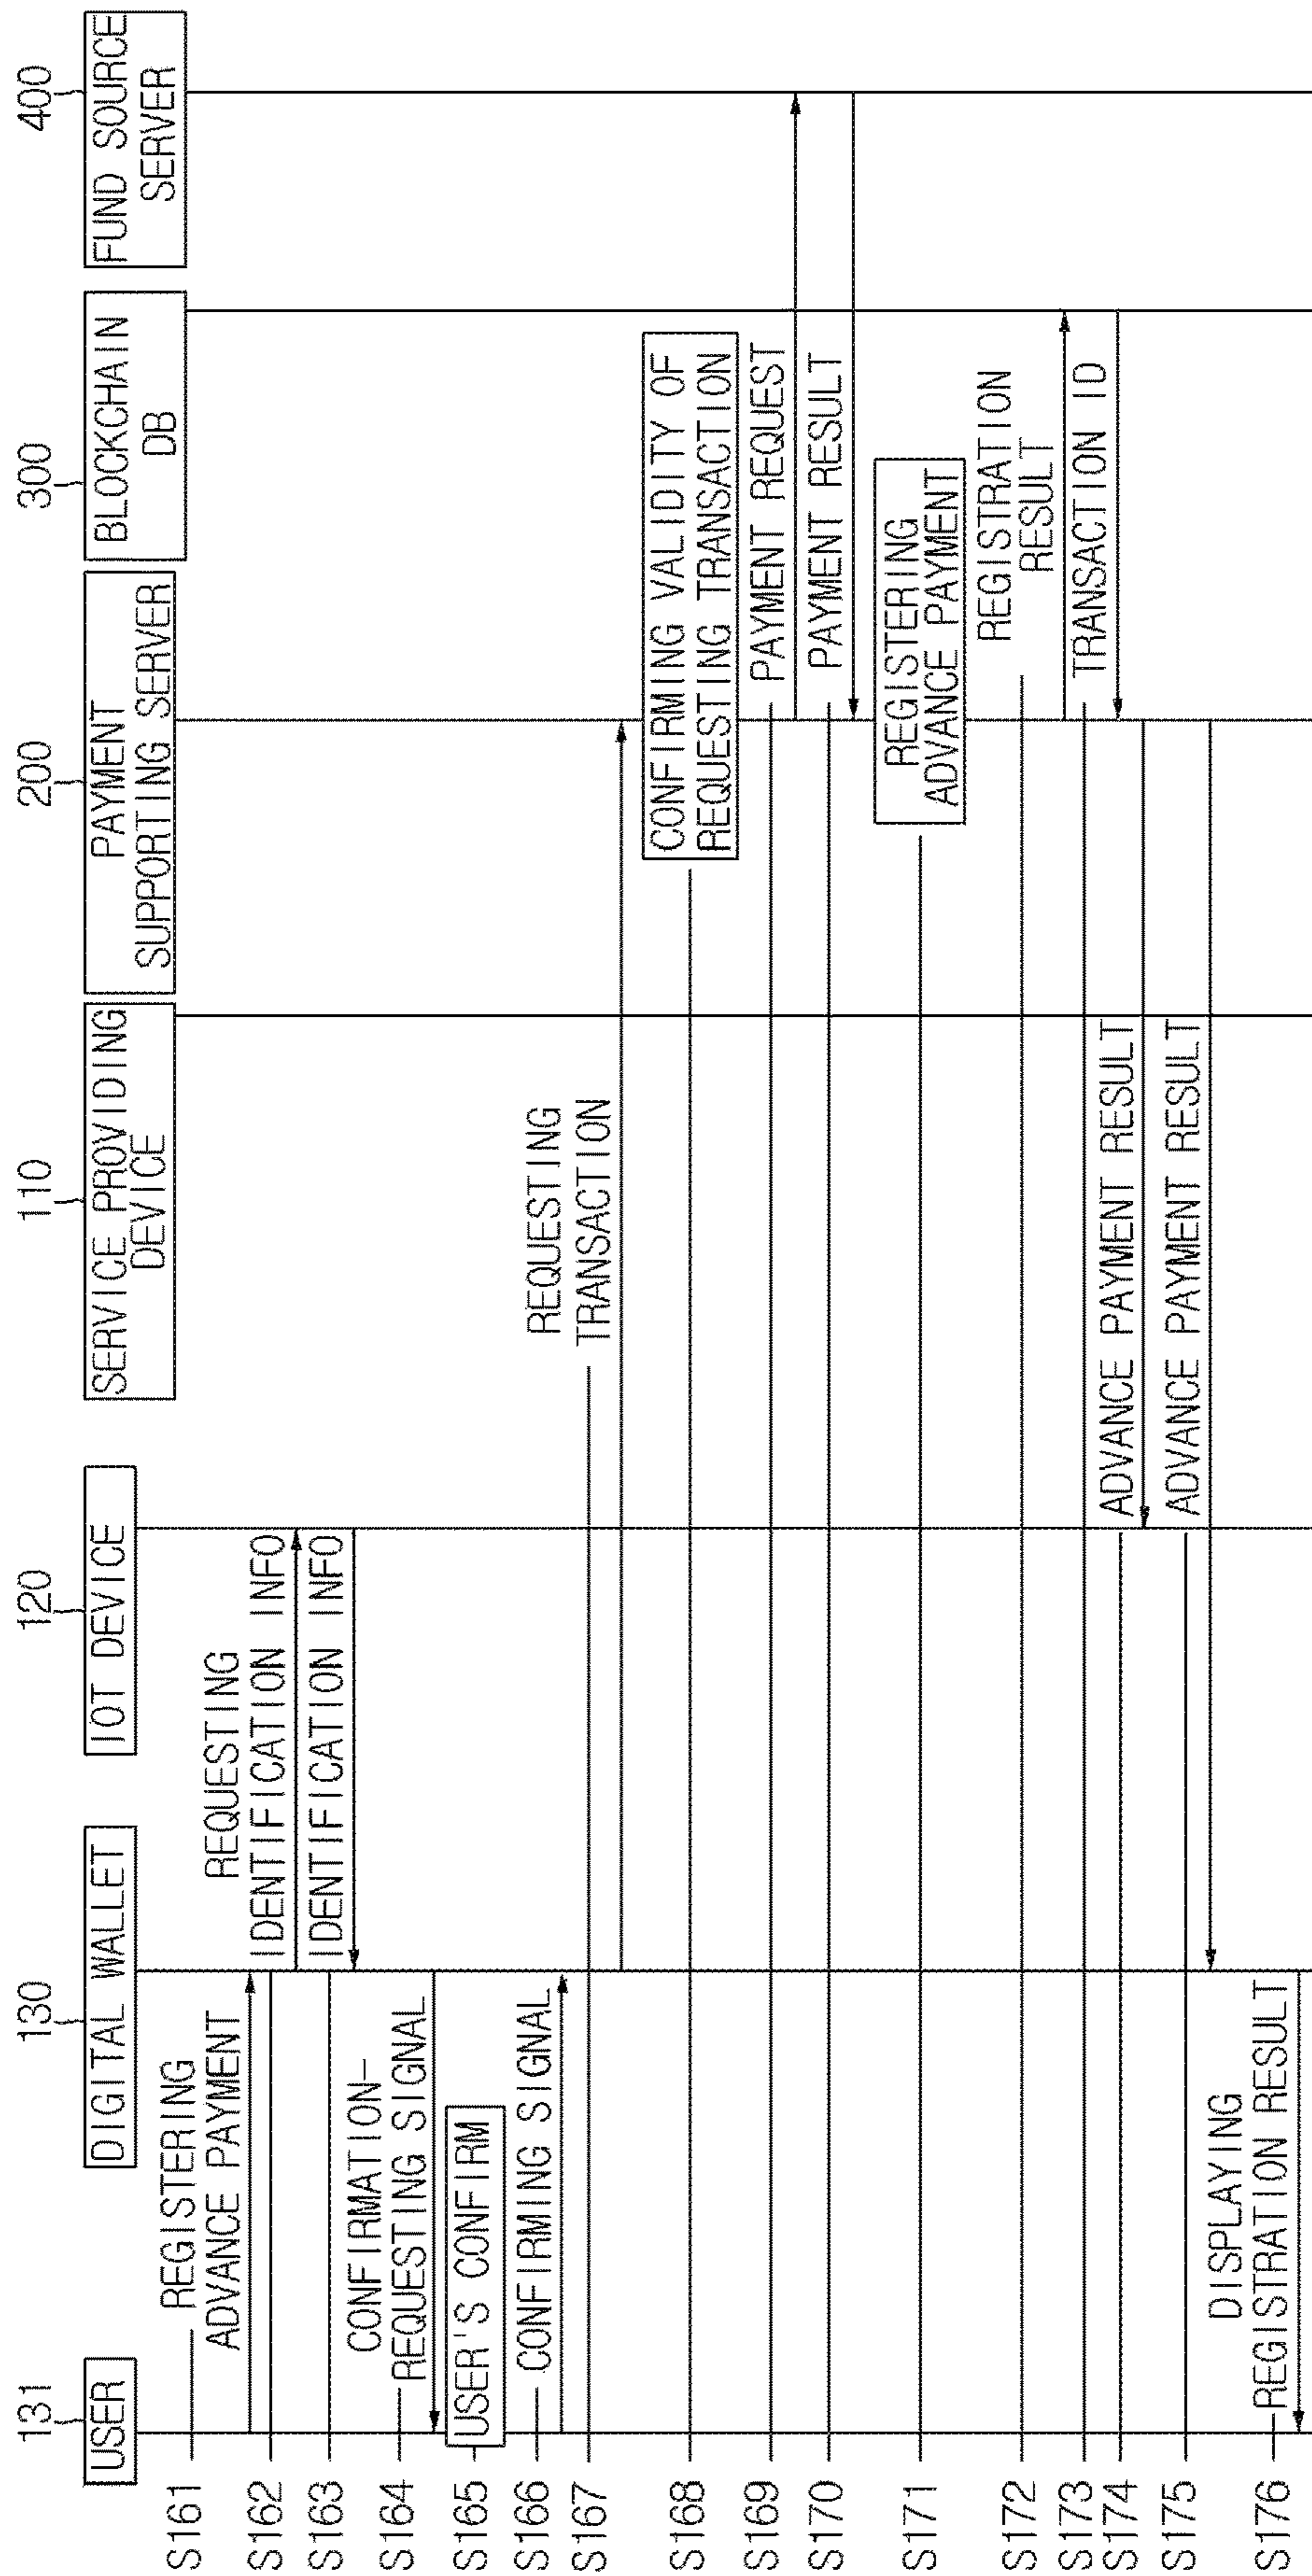 131
USER
130
DIGITAL WALLET
120
IOT DEVICE
110
SERVICE PROVIDING
DEVICE
200
PAYMENT
SUPPORTING SERVER
300
BLOCKCHAIN
DB
400
FUND SOURCE
SERVER
S161
REGISTERING
ADVANCE PAYMENT
S162
REQUESTING
IDENTIFICATION INFO
S163
IDENTIFICATION INFO
S164
CONFIRMATION-
REQUESTING SIGNAL
S165
USER'S CONFIRM
S166
CONFIRMING SIGNAL
S167
REQUESTING
TRANSACTION
S168
CONFIRMING VALIDITY OF
REQUESTING TRANSACTION
S169
PAYMENT REQUEST
S170
PAYMENT RESULT
S171
REGISTERING
ADVANCE PAYMENT
S172
REGISTRATION
RESULT
S173
TRANSACTION ID
S174
ADVANCE PAYMENT RESULT
S175
ADVANCE PAYMENT RESULT
S176
DISPLAYING
REGISTRATION RESULT